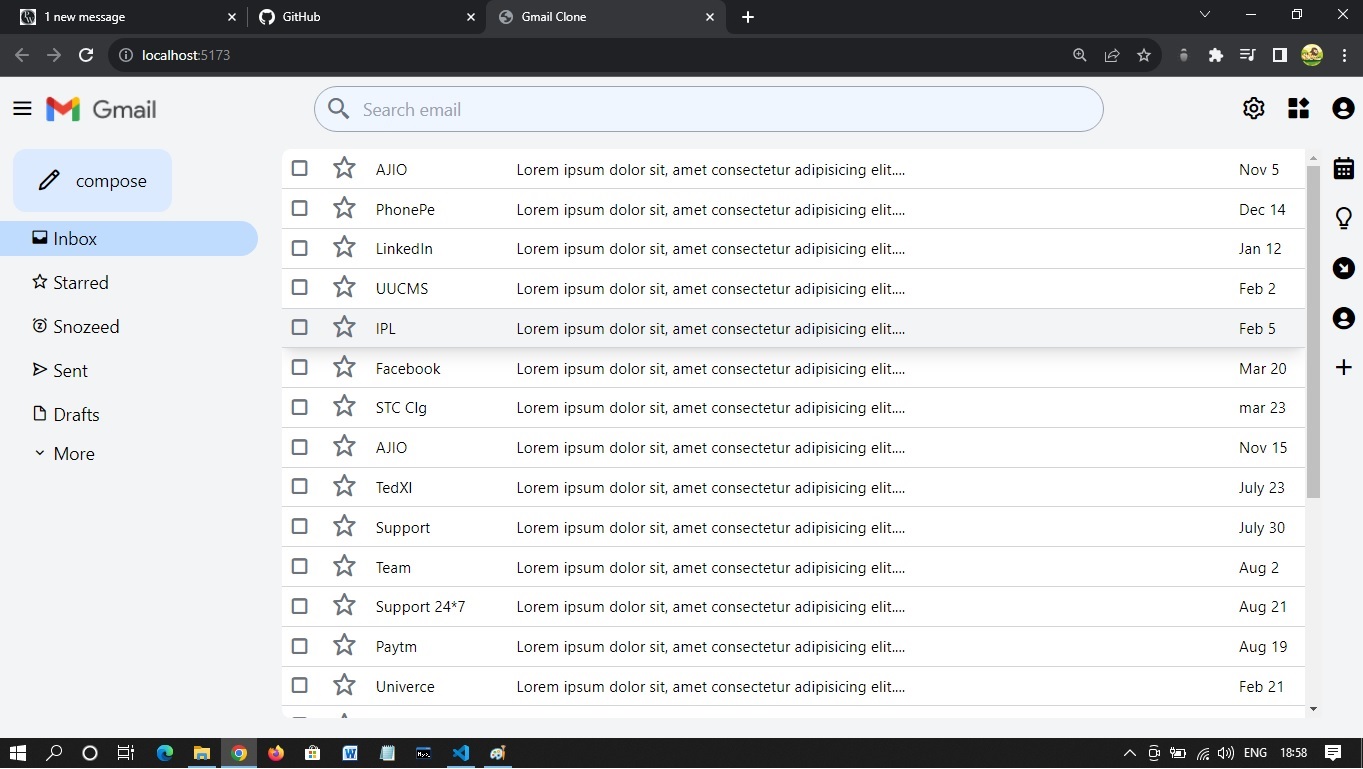 1 new message
GitHub
Gmail Clone
localhost:5173
Gmail
Search email
compose
Inbox
Starred
Snozeed
Sent
Drafts
More
AJIO Lorem ipsum dolor sit, amet consectetur adipisicing elit.... Nov 5
PhonePe Lorem ipsum dolor sit, amet consectetur adipisicing elit.... Dec 14
LinkedIn Lorem ipsum dolor sit, amet consectetur adipisicing elit.... Jan 12
UUCMS Lorem ipsum dolor sit, amet consectetur adipisicing elit.... Feb 2
IPL Lorem ipsum dolor sit, amet consectetur adipisicing elit.... Feb 5
Facebook Lorem ipsum dolor sit, amet consectetur adipisicing elit.... Mar 20
STC Clg Lorem ipsum dolor sit, amet consectetur adipisicing elit.... mar 23
AJIO Lorem ipsum dolor sit, amet consectetur adipisicing elit.... Nov 15
TedXl Lorem ipsum dolor sit, amet consectetur adipisicing elit.... July 23
Support Lorem ipsum dolor sit, amet consectetur adipisicing elit.... July 30
Team Lorem ipsum dolor sit, amet consectetur adipisicing elit.... Aug 2
Support 24*7 Lorem ipsum dolor sit, amet consectetur adipisicing elit.... Aug 21
Paytm Lorem ipsum dolor sit, amet consectetur adipisicing elit.... Aug 19
Univerce Lorem ipsum dolor sit, amet consectetur adipisicing elit.... Feb 21
ENG 18:58